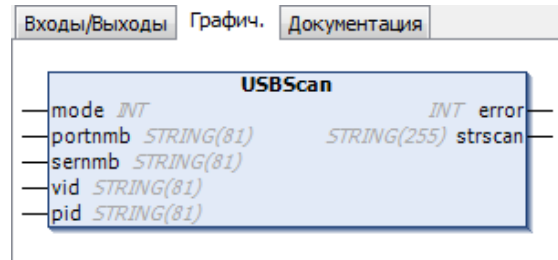 Входы/Выходы Графич. Документация
USBScan
mode INT INT error
portnmb STRING(81) STRING(255) strscan
sernmb STRING(81)
vid STRING(81)
pid STRING(81)